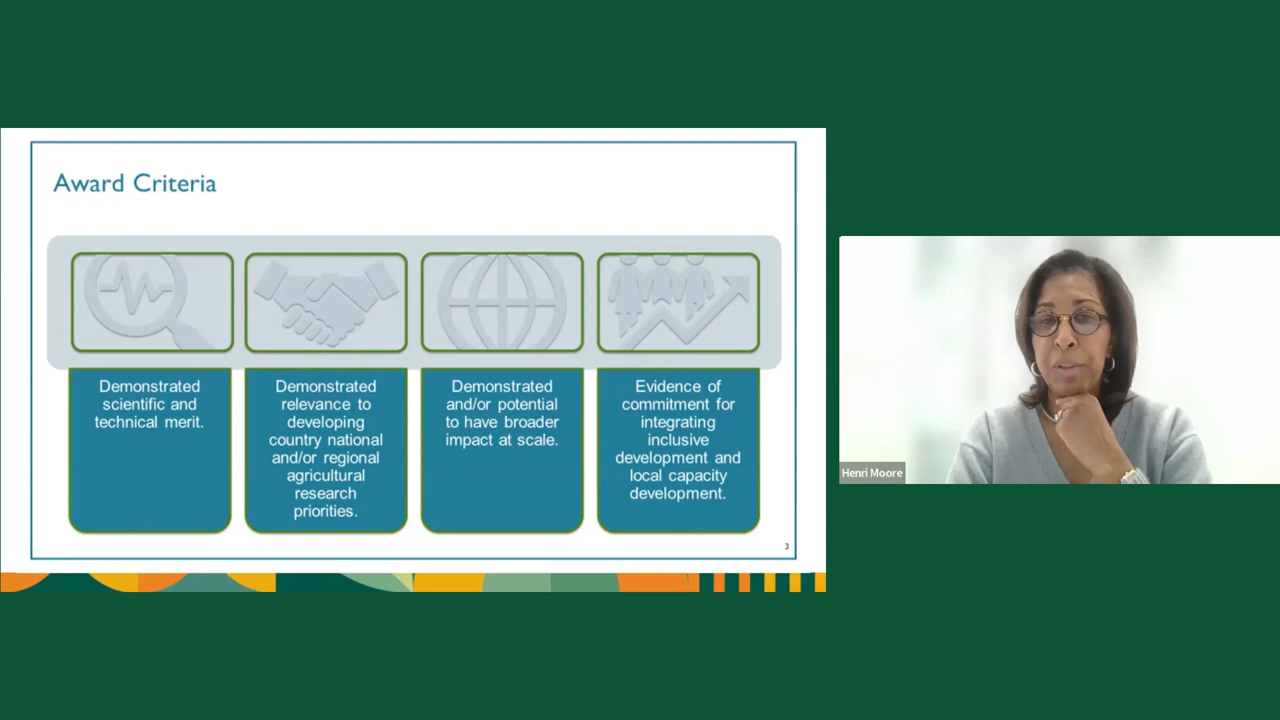 Award Criteria
Demonstrated
scientific and
technical merit.
Demonstrated
relevance to
developing
country national
and/or regional
agricultural
research
priorities.
Demonstrated
and/or potential
to have broader
impact at scale.
Evidence of
commitment for
integrating
inclusive
development and
local capacity
development.
3
Henri Moore